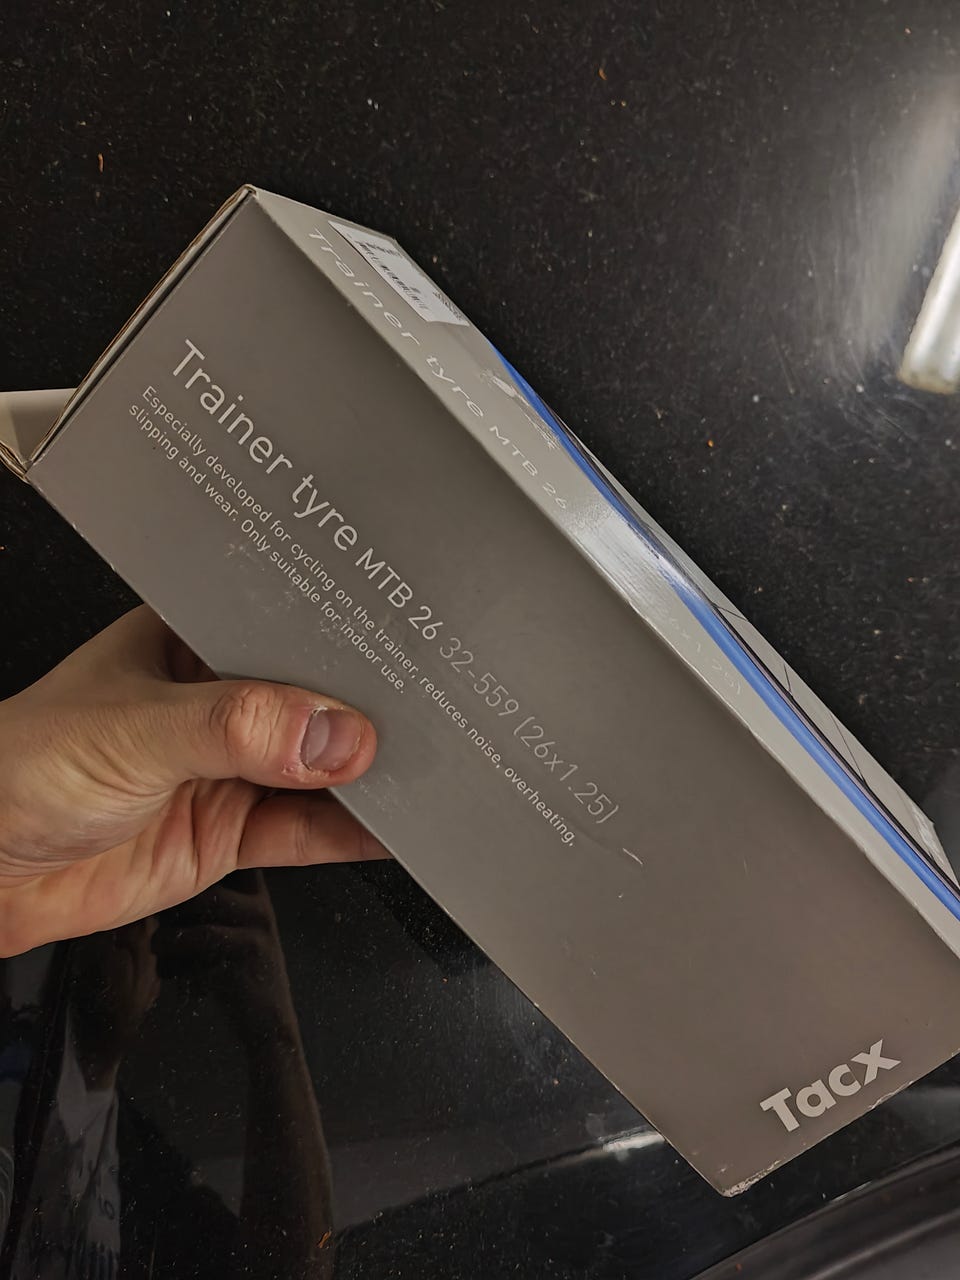 Trainer tyre MTB 26 32-559 (26x1.25)
Especially developed for cycling on the trainer, reduces noise, overheating,
slipping and wear. Only suitable for indoor use.
Tacx
Trainer tyre MTB 26